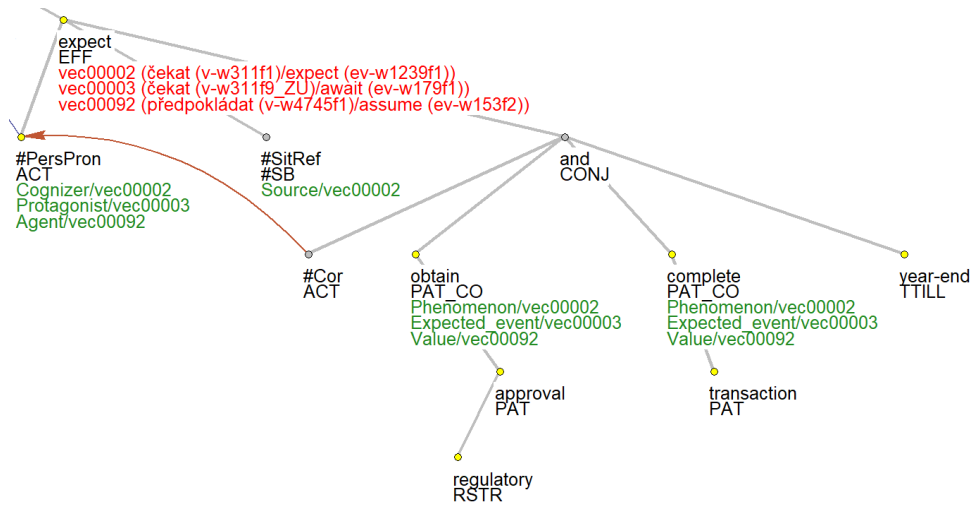 expect
EFF
vec00002 (čekat (v-w311f1)/expect (ev-w1239f1))
vec00003 (čekat (v-w311f9_ZU)/await (ev-w179f1))
vec00092 (předpokládat (v-w4745f1)/assume (ev-w153f2))
#PersPron
ACT
Cognizer/vec00002
Protagonist/vec00003
Agent/vec00092
#SitRef
#SB
Source/vec00002
and
CONJ
#Cor
ACT
obtain
PAT_CO
Phenomenon/vec00002
Expected_event/vec00003
Value/vec00092
complete
PAT_CO
Phenomenon/vec00002
Expected_event/vec00003
Value/vec00092
year-end
TTILL
approval
PAT
transaction
PAT
regulatory
RSTR